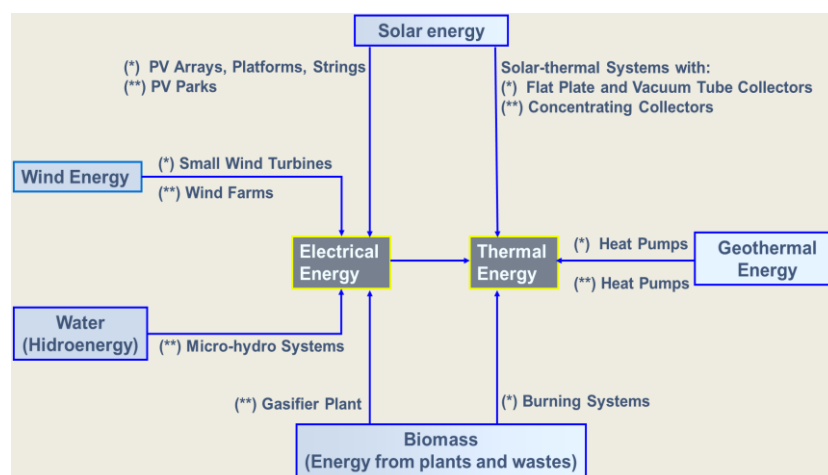 Solar energy
(*) PV Arrays, Platforms, Strings
(**) PV Parks
Solar-thermal Systems with:
(*) Flat Plate and Vacuum Tube Collectors
(**) Concentrating Collectors
Wind Energy
(*) Small Wind Turbines
(**) Wind Farms
Electrical
Energy
Thermal
Energy
(*) Heat Pumps
(**) Heat Pumps
Geothermal
Energy
Water
(Hidroenergy)
(**) Micro-hydro Systems
(**) Gasifier Plant
(*) Burning Systems
Biomass
(Energy from plants and wastes)